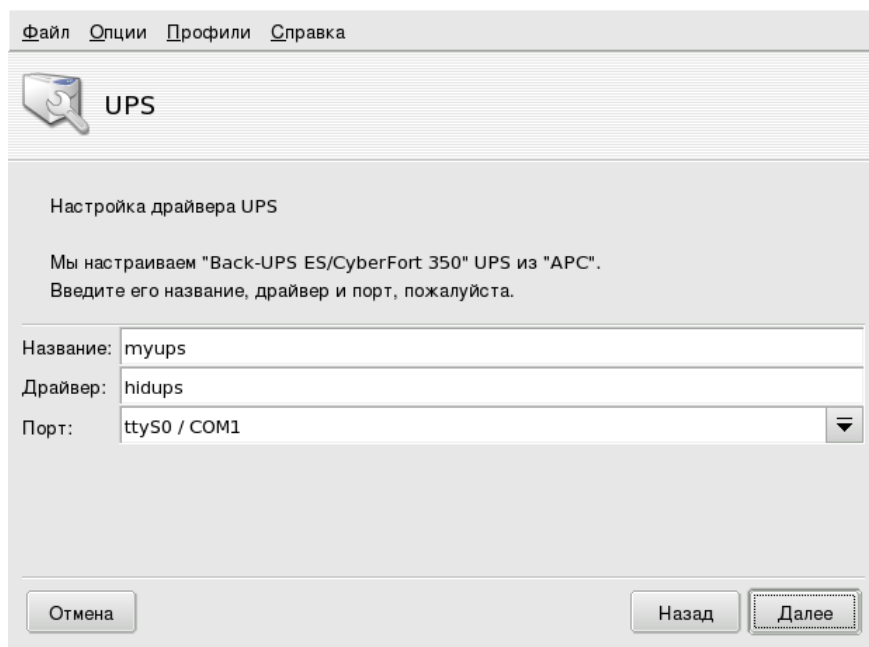 Файл Опции Профили Справка
UPS
Настройка драйвера UPS
Мы настраиваем "Back-UPS ES/CyberFort 350" UPS из "APC".
Введите его название, драйвер и порт, пожалуйста.
Название: myups
Драйвер: hidups
Порт: ttyS0 / COM1
Отмена Назад Далее